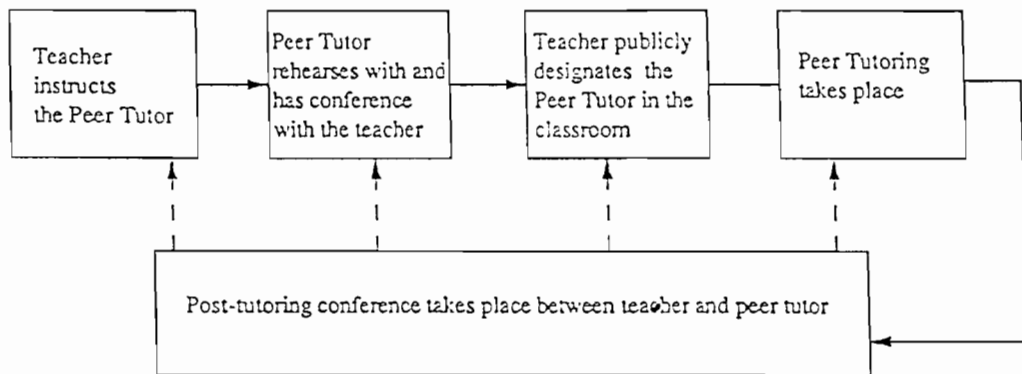 Teacher
instructs
the Peer Tutor
Peer Tutor
rehearses with and
has conference
with the teacher
Teacher publicly
designates the
Peer Tutor in the
classroom
Peer Tutoring
takes place
Post-tutoring conference takes place between teacher and peer tutor